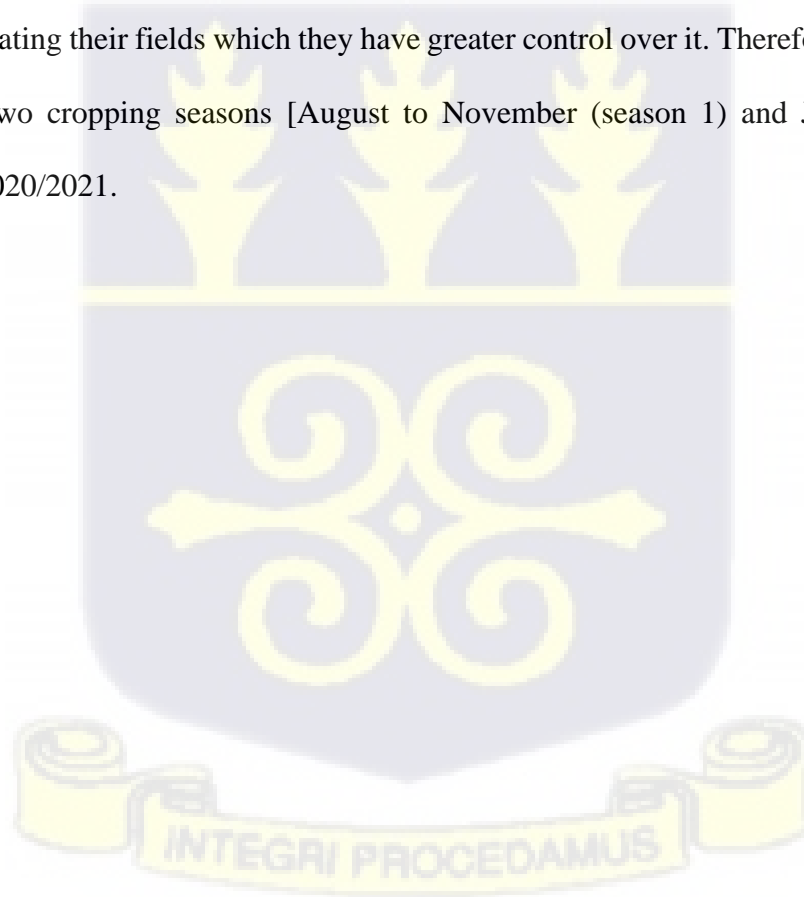 ating their fields which they have greater control over it.
wo cropping seasons [August to November (season 1) and
020/2021.
INTEGRI PROCEDAMUS